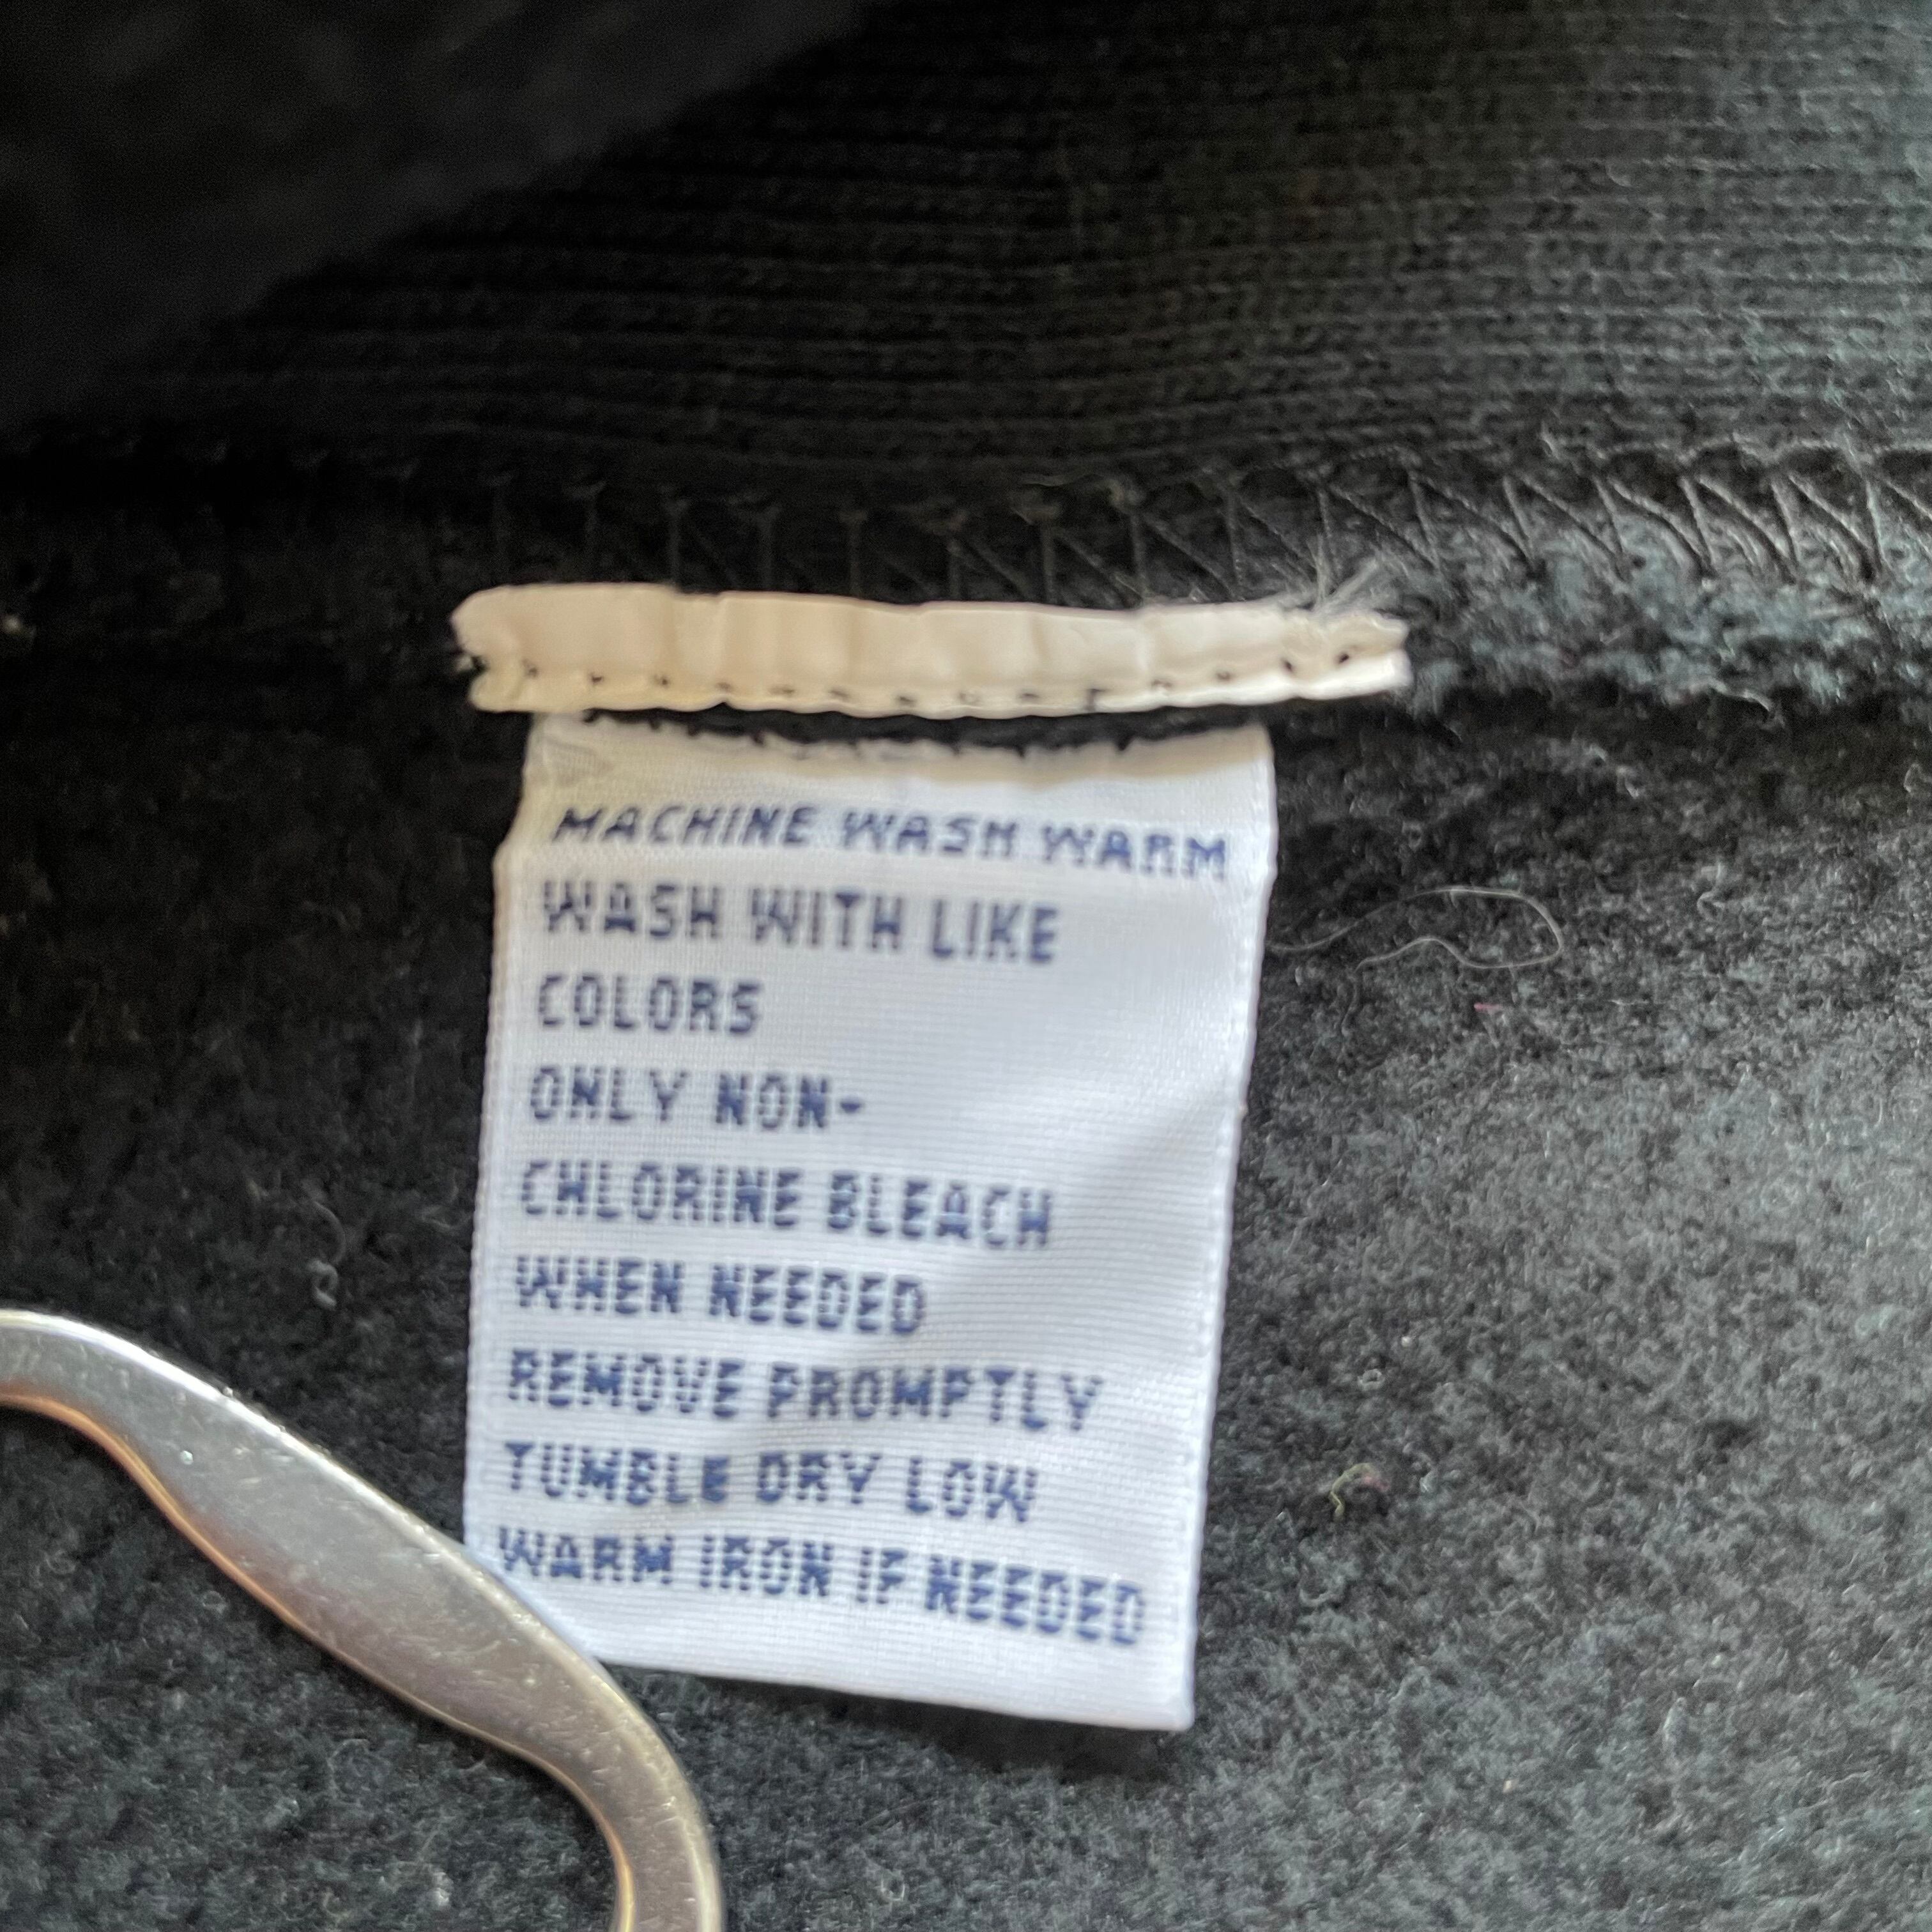 MACHINE WASH WARM
WASH WITH LIKE
COLORS
ONLY NON-
CHLORINE BLEACH
WHEN NEEDED
REMOVE PROMPTLY
TUMBLE DRY LOW
WARM IRON IF NEEDED